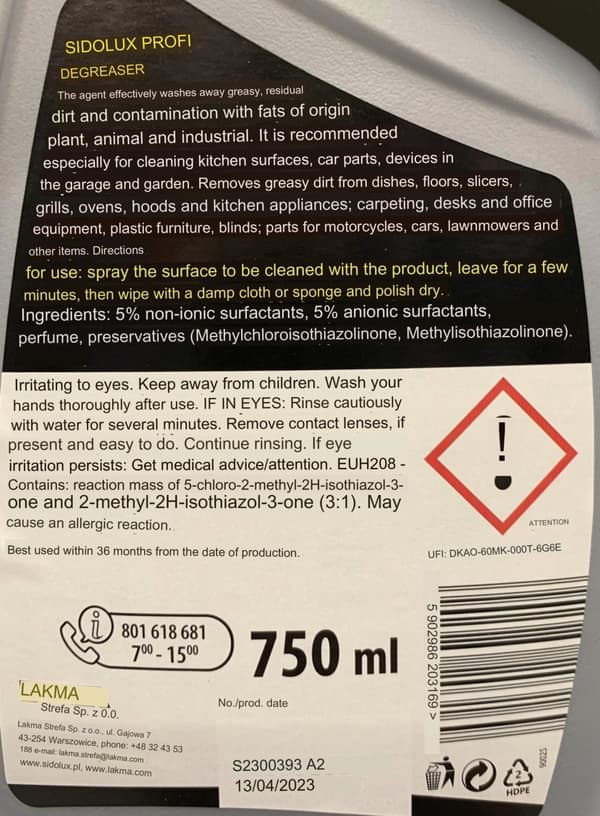 SIDOLUX PROFI
DEGREASER
The agent effectively washes away greasy, residual
dirt and contamination with fats of origin
plant, animal and industrial. It is recommended
especially for cleaning kitchen surfaces, car parts, devices in
the garage and garden. Removes greasy dirt from dishes, floors, slicers,
grills, ovens, hoods and kitchen appliances; carpeting, desks and office
equipment, plastic furniture, blinds; parts for motorcycles, cars, lawnmowers and
other items. Directions
for use: spray the surface to be cleaned with the product, leave for a few
minutes, then wipe with a damp cloth or sponge and polish dry.
Ingredients: 5% non-ionic surfactants, 5% anionic surfactants,
perfume, preservatives (Methylchloroisothiazolinone, Methylisothiazolinone).
Irritating to eyes. Keep away from children. Wash your
hands thoroughly after use. IF IN EYES: Rinse cautiously
with water for several minutes. Remove contact lenses, if
present and easy to do. Continue rinsing. If eye
irritation persists: Get medical advice/attention. EUH208 -
Contains: reaction mass of 5-chloro-2-methyl-2H-isothiazol-3-
one and 2-methyl-2H-isothiazol-3-one (3:1). May
cause an allergic reaction.
Best used within 36 months from the date of production.
ATTENTION
UFI: DKAO-60MK-000T-6G6E
801 618 681
7⁰⁰ - 15⁰⁰
750 ml
LAKMA
Strefa Sp. z 0.0.
Lakma Strefa Sp. z o.o., ul. Gajowa 7
43-254 Warszowice, phone: +48 32 43 53
188 e-mail: lakma.strefa@lakma.com
www.sidolux.pl, www.lakma.com
No./prod. date
S2300393 A2
13/04/2023
5 902986 203169 >
2
HDPE
90025